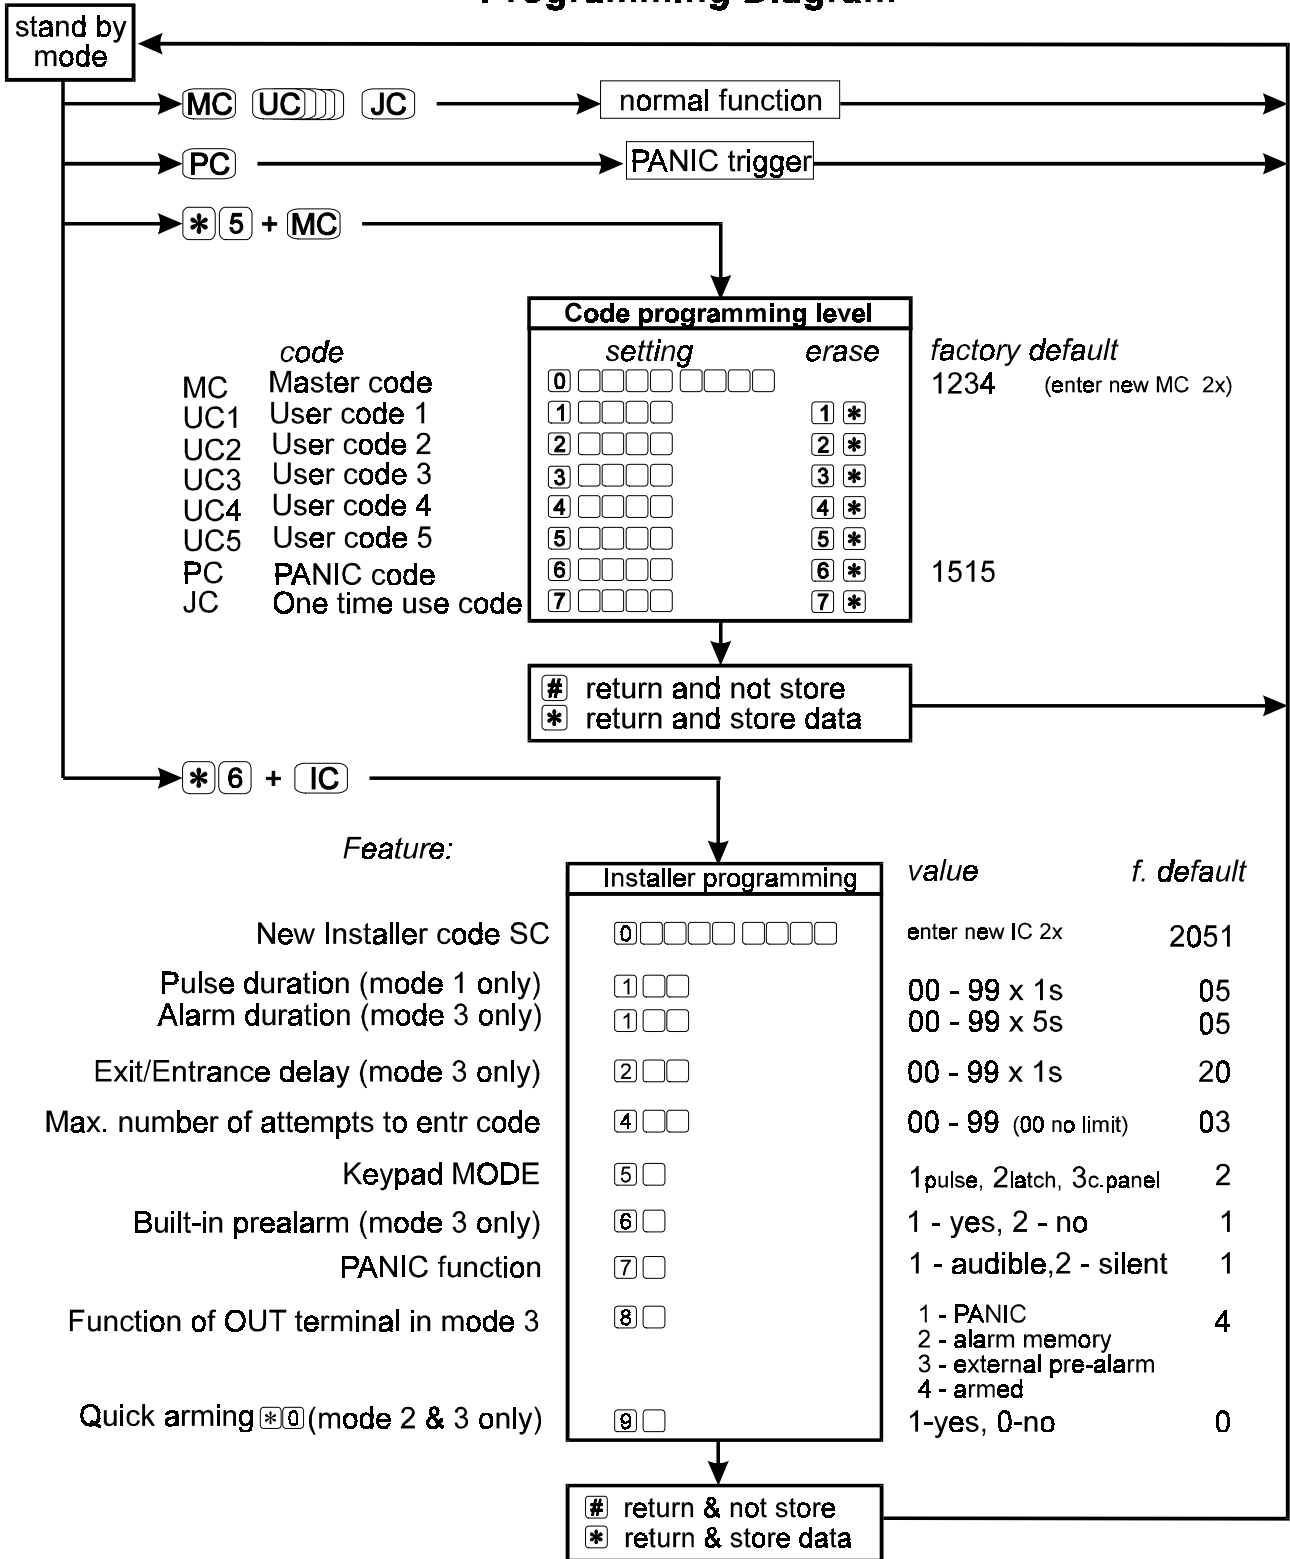 Programming Diagram
stand by
mode
MC UC JC normal function
PC PANIC trigger
* 5 + MC
Code programming level
code setting erase factory default
MC Master code 0 1234 (enter new MC 2x)
UC1 User code 1 1 1 *
UC2 User code 2 2 2 *
UC3 User code 3 3 3 *
UC4 User code 4 4 4 *
UC5 User code 5 5 5 *
PC PANIC code 6 6 * 1515
JC One time use code 7 7 *
# return and not store
* return and store data
* 6 + IC
Feature: Installer programming value f. default
New Installer code SC 0 enter new IC 2x 2051
Pulse duration (mode 1 only) 1 00 - 99 x 1s 05
Alarm duration (mode 3 only) 1 00 - 99 x 5s 05
Exit/Entrance delay (mode 3 only) 2 00 - 99 x 1s 20
Max. number of attempts to entr code 4 00 - 99 (00 no limit) 03
Keypad MODE 5 1pulse, 2latch, 3c.panel 2
Built-in prealarm (mode 3 only) 6 1 - yes, 2 - no 1
PANIC function 7 1 - audible,2 - silent 1
Function of OUT terminal in mode 3 8 1 - PANIC 4
2 - alarm memory
3 - external pre-alarm
4 - armed
Quick arming * 0 (mode 2 & 3 only) 9 1-yes, 0-no 0
# return & not store
* return & store data